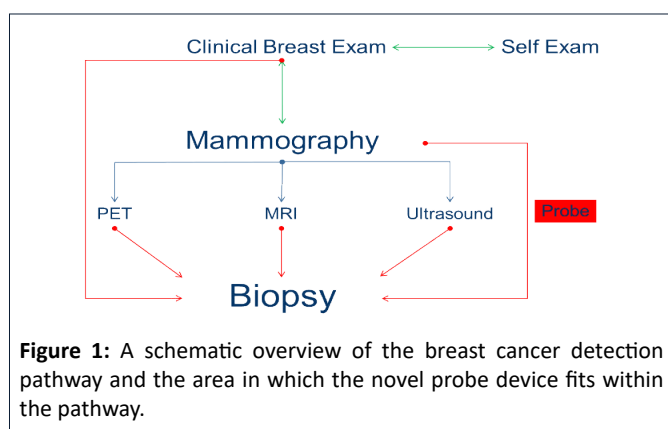 Clinical Breast Exam Self Exam
Mammography
PET MRI Ultrasound Probe
Biopsy
Figure 1: A schematic overview of the breast cancer detection
pathway and the area in which the novel probe device fits within
the pathway.